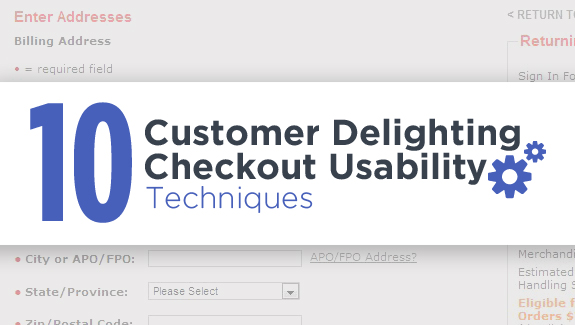 Enter Addresses
< RETURN TO
Billing Address
Returnin
• = required field
Sign In Fo
10
Customer Delighting
Checkout Usability
Techniques
• City or APO/FPO:
APO/FPO Address?
Merchandi
Estimated
Handling S
• State/Province:
Please Select
Eligible f
Orders $
• Zip/Postal Code: